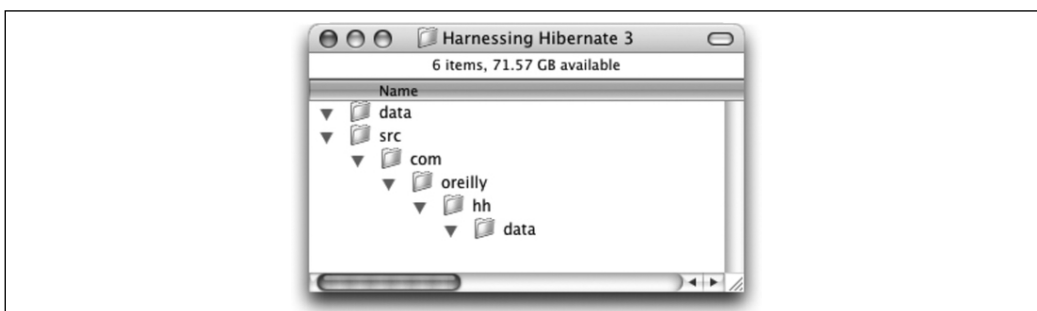 Harnessing Hibernate 3
6 items, 71.57 GB available
Name
data
src
com
oreilly
hh
data